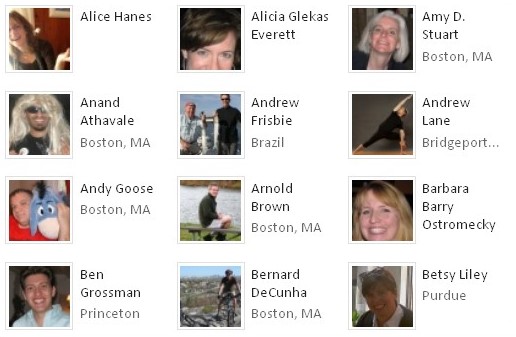 Alice Hanes
Alicia Glekas
Everett
Amy D.
Stuart
Boston, MA
Anand
Athavale
Boston, MA
Andrew
Frisbie
Brazil
Andrew
Lane
Bridgeport...
Andy Goose
Boston, MA
Arnold
Brown
Boston, MA
Barbara
Barry
Ostromecky
Ben
Grossman
Princeton
Bernard
DeCunha
Boston, MA
Betsy Liley
Purdue